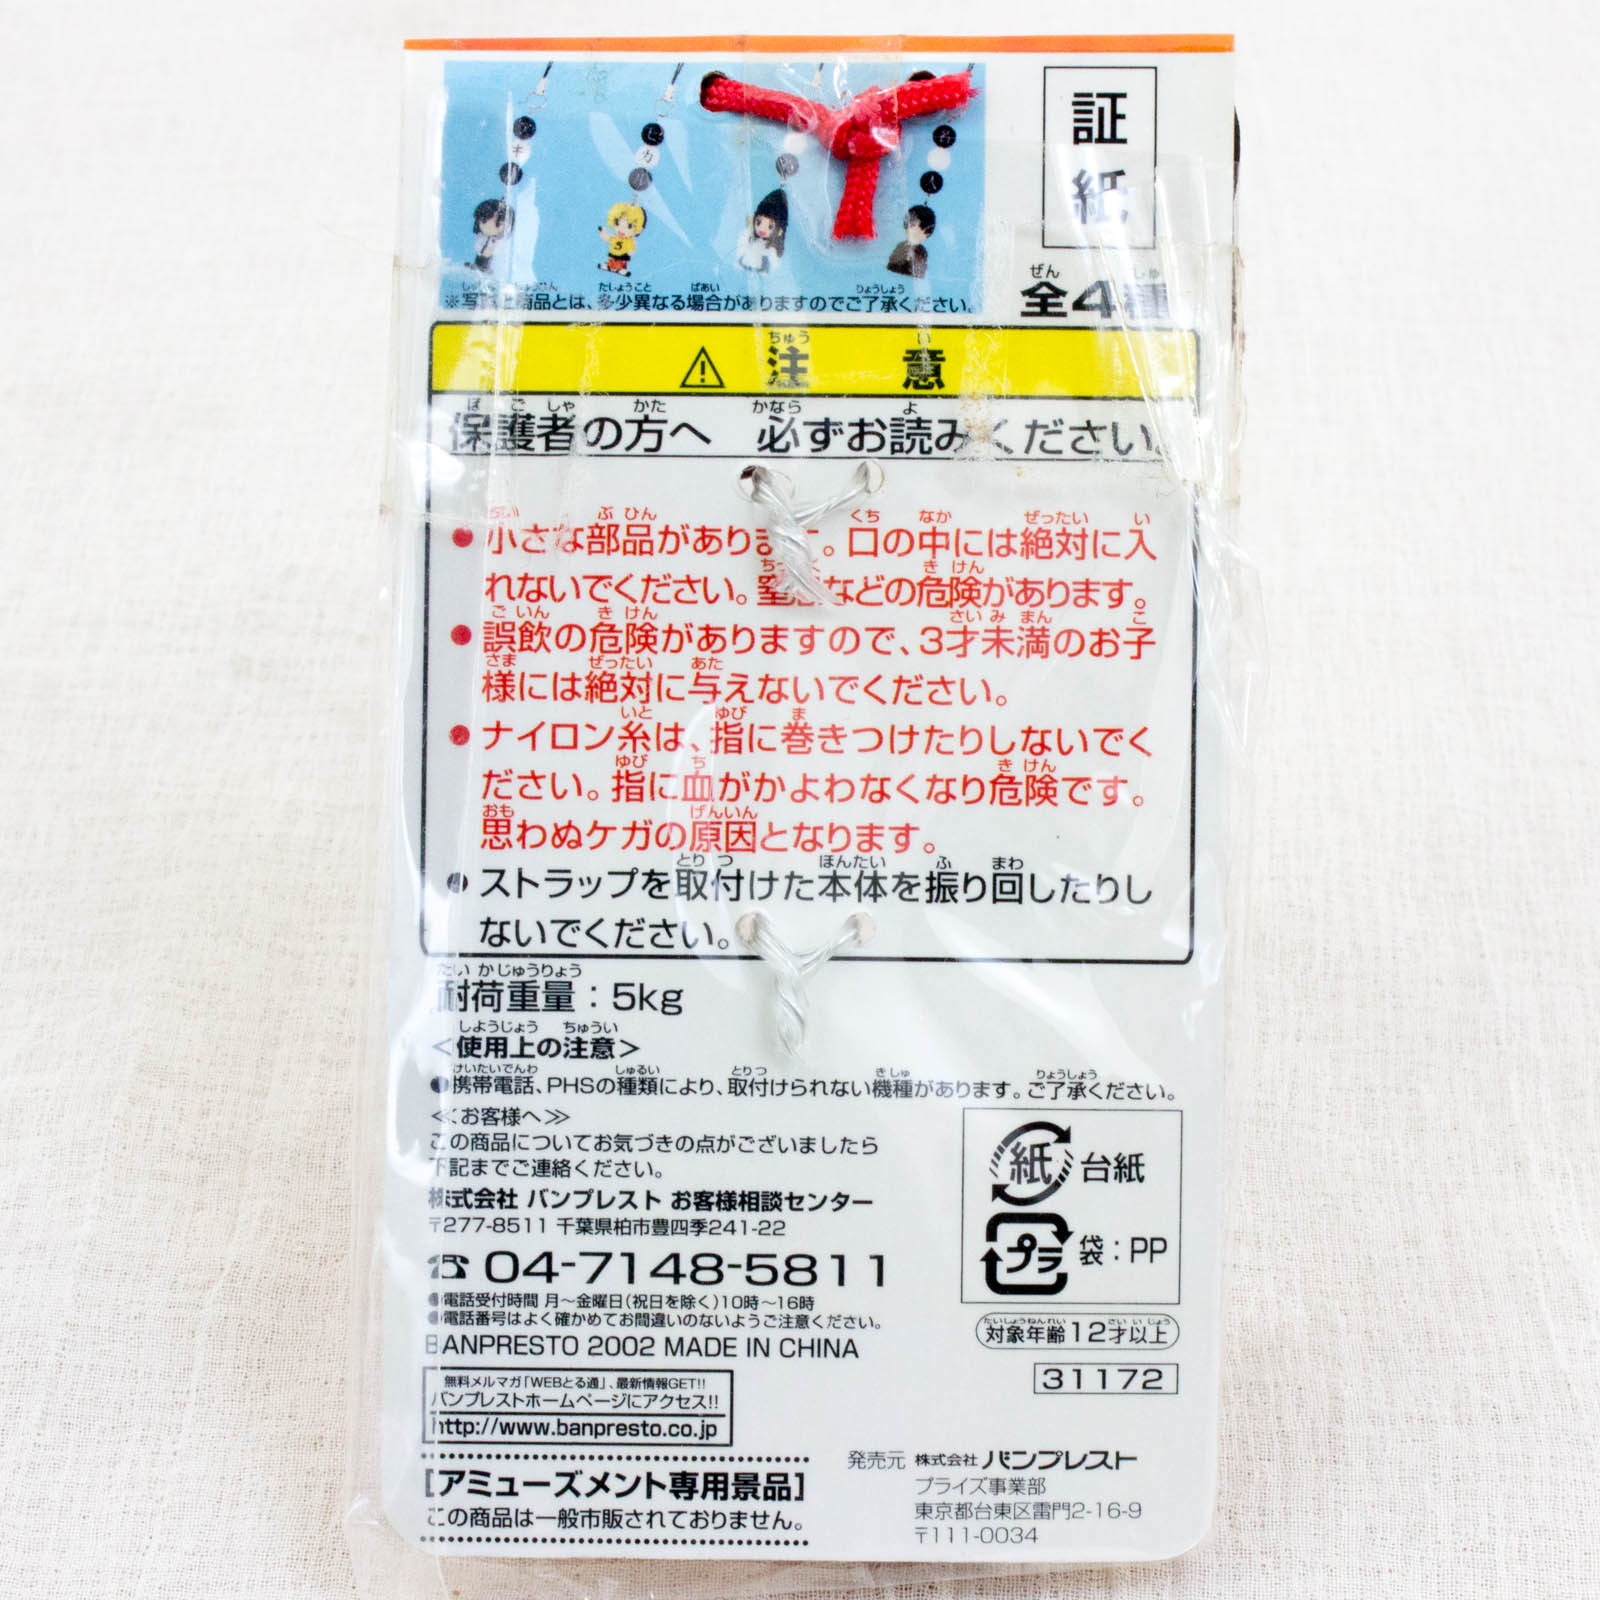 証紙
全4種
※写真と商品とは、多少異なる場合がありますのでご了承ください。
注意
保護者の方へ 必ずお読みください。
●小さな部品があります。口の中には絶対に入
れないでください。窒息などの危険があります。
●誤飲の危険がありますので、3才未満のお子
様には絶対に与えないでください。
●ナイロン糸は、指に巻きつけたりしないでく
ださい。指に血がかよわなくなり危険です。
思わぬケガの原因となります。
●ストラップを取付けた本体を振り回したりし
ないでください。
耐荷重量：5kg
＜使用上の注意＞
●携帯電話、PHSの種類により、取付けられない機種があります。ご了承ください。
≪お客様へ≫
この商品についてお気づきの点がございましたら
下記までご連絡ください。
株式会社 バンプレスト お客様相談センター
〒277-8511 千葉県柏市豊四季241-22
☎ 04-7148-5811
●電話受付時間 月～金曜日(祝日を除く)10時～16時
●電話番号はよく確かめてお間違いのないようご注意ください。
BANPRESTO 2002 MADE IN CHINA
紙 台紙
プラ 袋：PP
対象年齢12才以上
31172
無料メルマガ「WEBとる通」、最新情報GET!!
バンプレストホームページにアクセス!!
http://www.banpresto.co.jp
[アミューズメント専用景品]
この商品は一般市販されておりません。
発売元 株式会社 バンプレスト
プライズ事業部
東京都台東区雷門2-16-9
〒111-0034